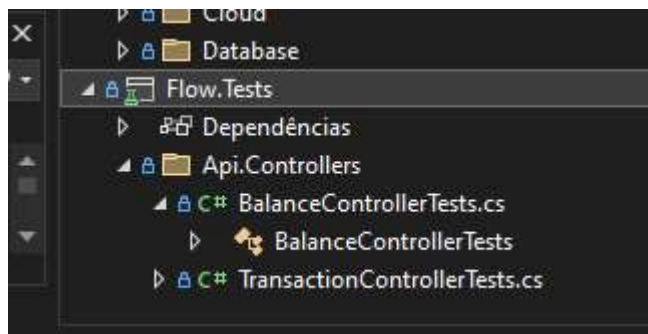 Cloud
Database
Flow.Tests
Dependências
Api.Controllers
C# BalanceControllerTests.cs
BalanceControllerTests
C# TransactionControllerTests.cs